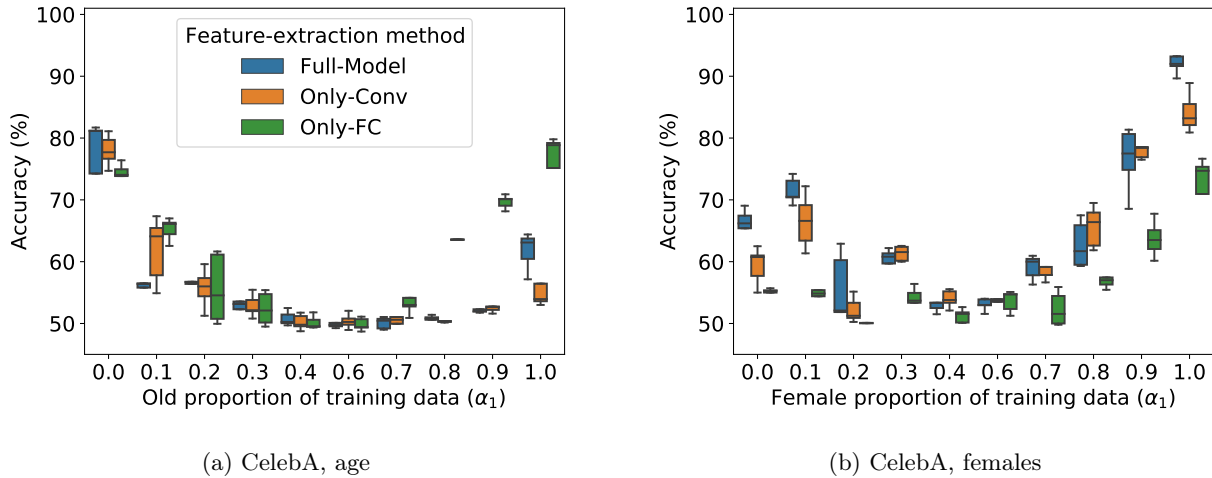 100
90
80
70
60
50
Accuracy (%)
Feature-extraction method
Full-Model
Only-Conv
Only-FC
0.0 0.1 0.2 0.3 0.4 0.6 0.7 0.8 0.9 1.0
Old proportion of training data (α₁)
(a) CelebA, age
100
90
80
70
60
50
Accuracy (%)
0.0 0.1 0.2 0.3 0.4 0.6 0.7 0.8 0.9 1.0
Female proportion of training data (α₁)
(b) CelebA, females